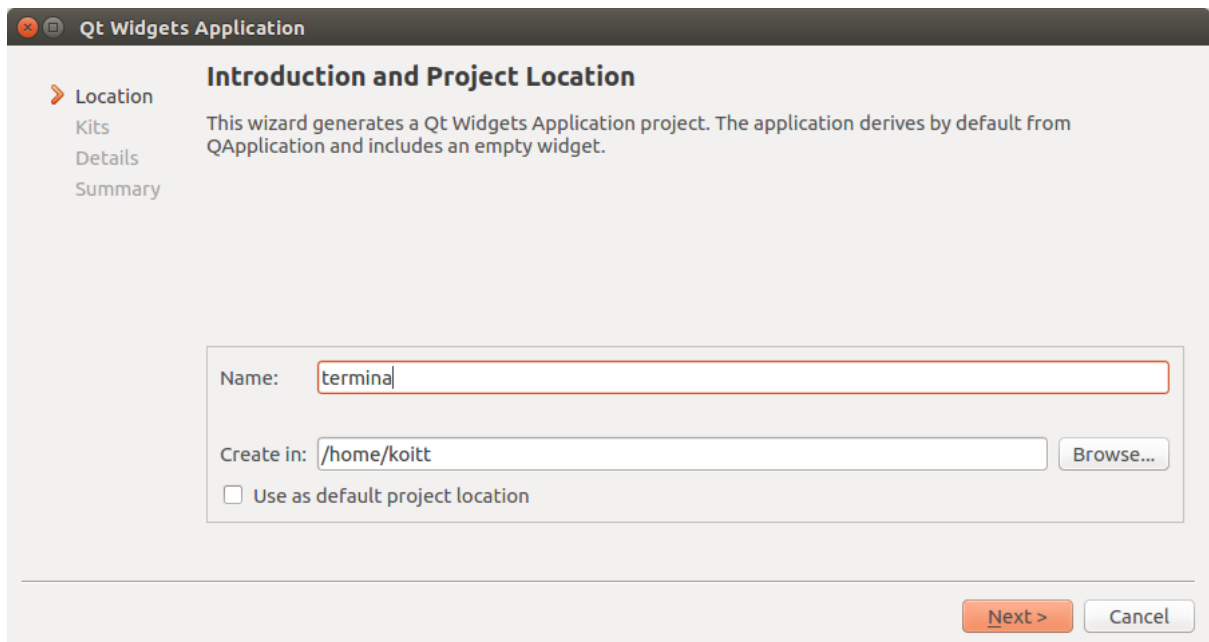 Qt Widgets Application
Location
Kits
Details
Summary
Introduction and Project Location
This wizard generates a Qt Widgets Application project. The application derives by default from
QApplication and includes an empty widget.
Name: termina
Create in: /home/koitt Browse...
Use as default project location
Next > Cancel